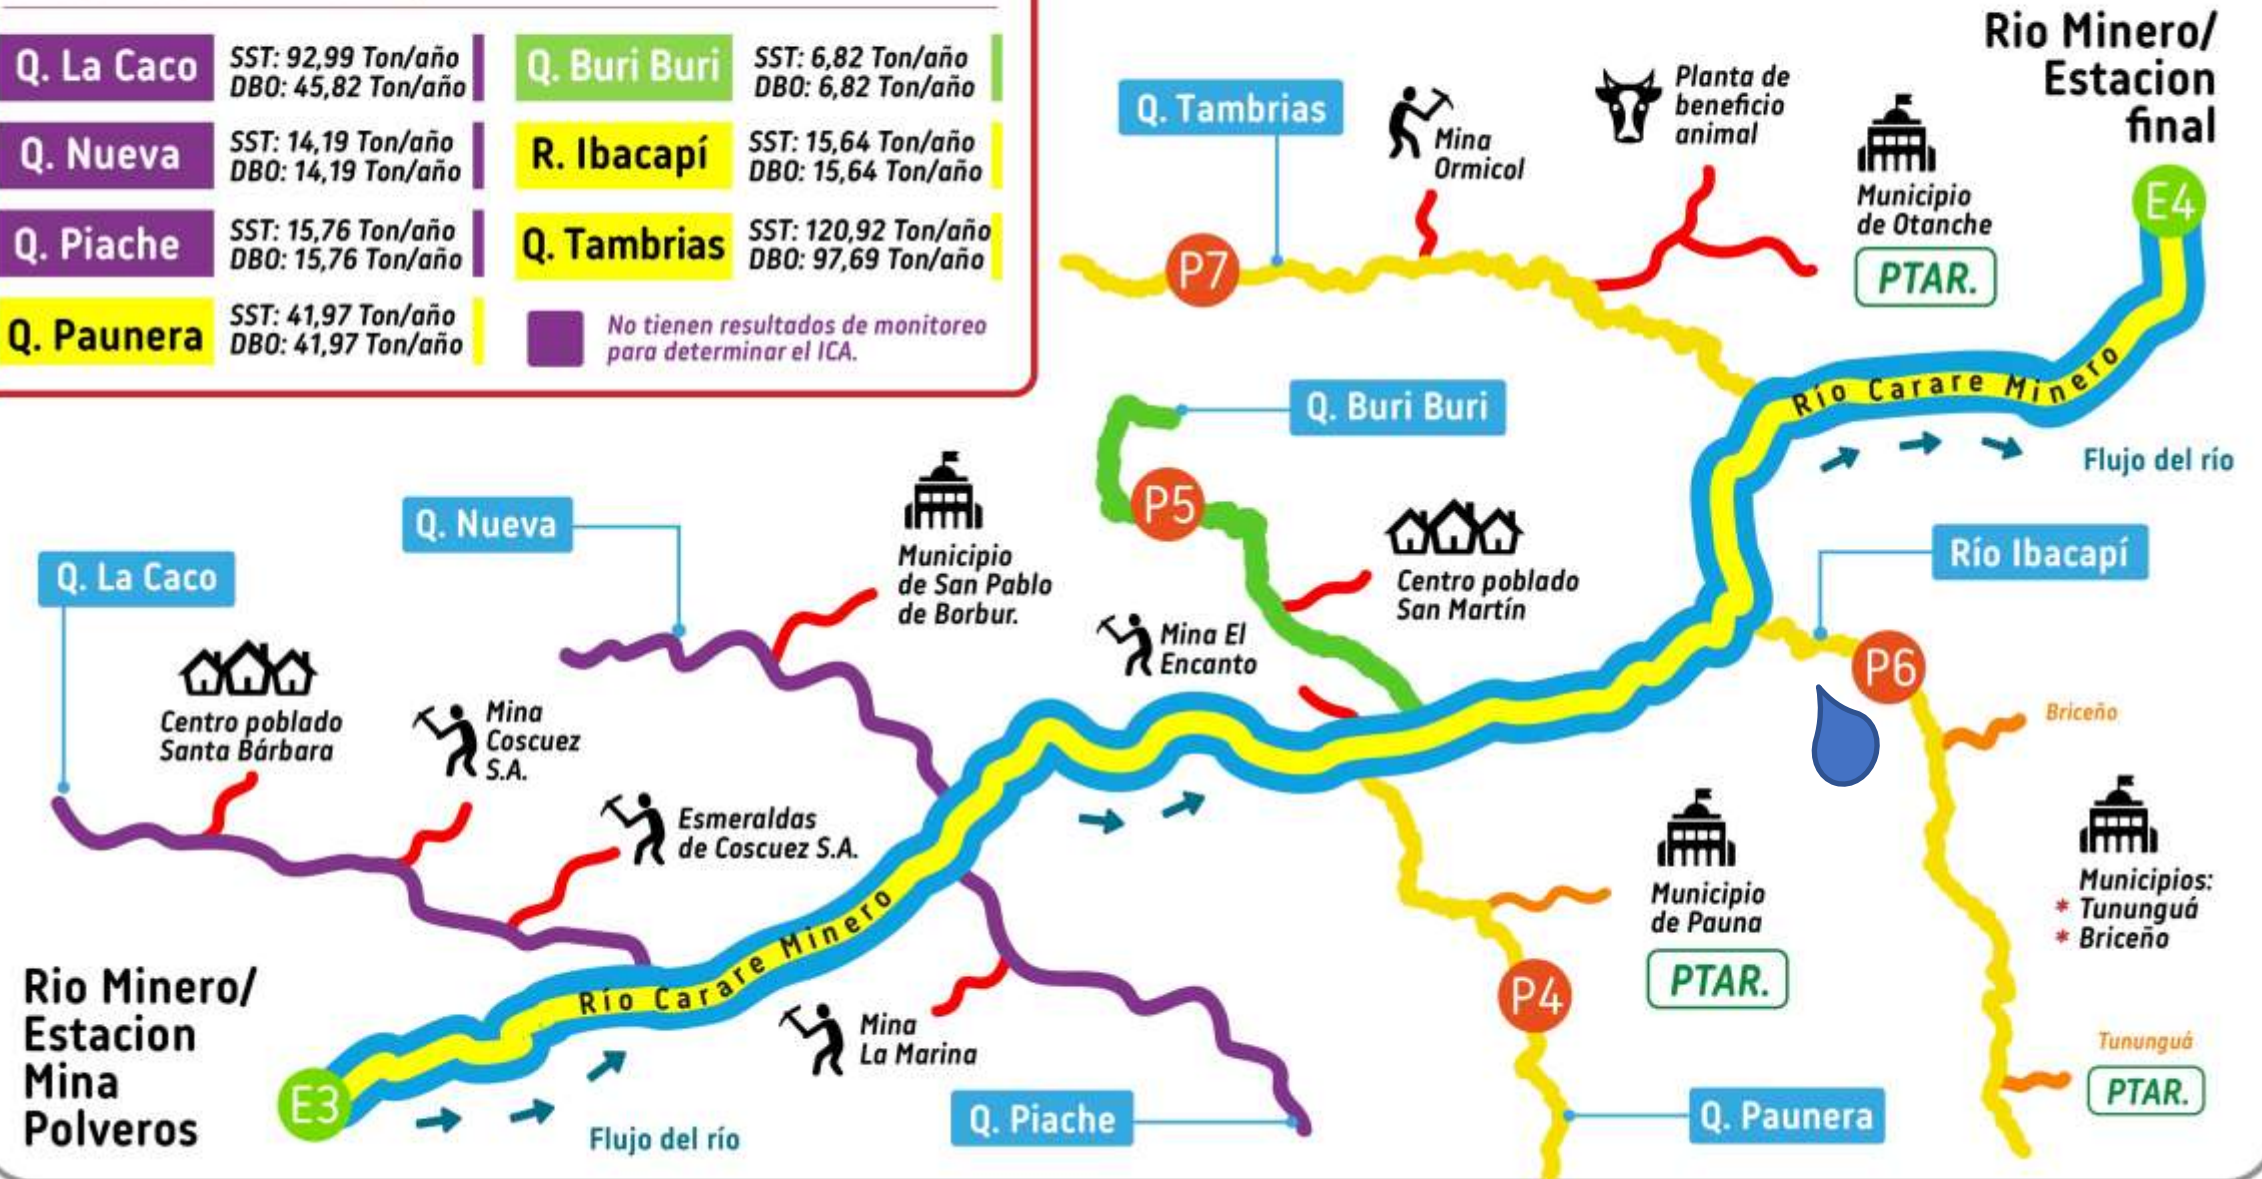 Q. La Caco
SST: 92,99 Ton/año
DBO: 45,82 Ton/año
Q. Buri Buri
SST: 6,82 Ton/año
DBO: 6,82 Ton/año
Q. Nueva
SST: 14,19 Ton/año
DBO: 14,19 Ton/año
R. Ibacapí
SST: 15,64 Ton/año
DBO: 15,64 Ton/año
Q. Piache
SST: 15,76 Ton/año
DBO: 15,76 Ton/año
Q. Tambrias
SST: 120,92 Ton/año
DBO: 97,69 Ton/año
Q. Paunera
SST: 41,97 Ton/año
DBO: 41,97 Ton/año
No tienen resultados de monitoreo
para determinar el ICA.
Q. Tambrias
P7
Mina
Ormicol
Planta de
beneficio
animal
Municipio
de Otanche
PTAR.
Rio Minero/
Estacion
final
E4
Río Carare Minero
Flujo del río
Q. Buri Buri
P5
Centro poblado
San Martín
Mina El
Encanto
Q. Nueva
Municipio
de San Pablo
de Borbur.
Q. La Caco
Centro poblado
Santa Bárbara
Mina
Coscuez
S.A.
Esmeraldas
de Coscuez S.A.
Río Ibacapí
P6
Briceño
Municipios:
* Tununguá
* Briceño
Tununguá
PTAR.
Municipio
de Pauna
PTAR.
P4
Q. Paunera
Río Carare Minero
Mina
La Marina
Q. Piache
Rio Minero/
Estacion
Mina
Polveros
E3
Flujo del río